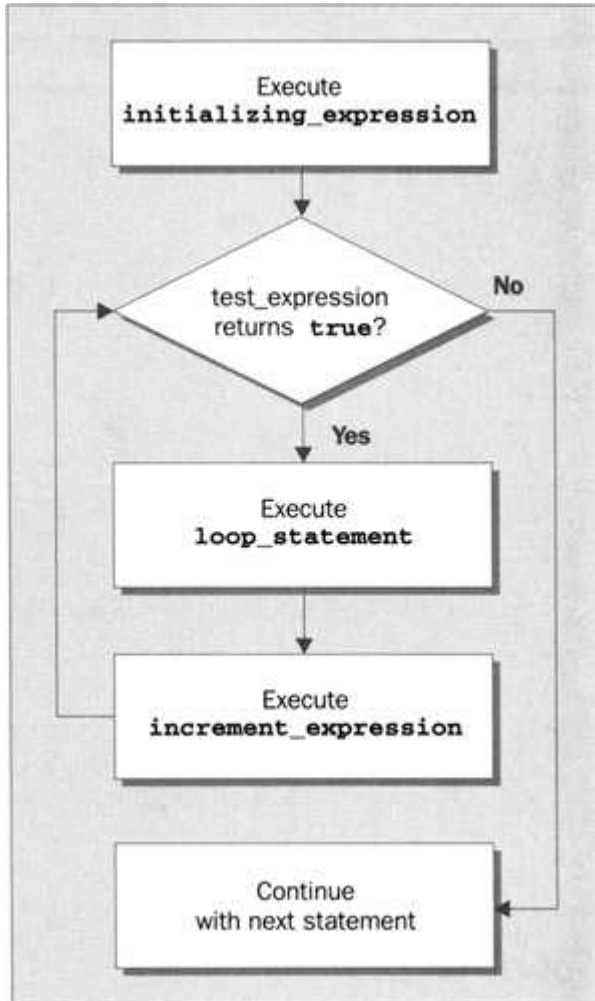 Execute
initializing_expression
test_expression
returns true?
No
Yes
Execute
loop_statement
Execute
increment_expression
Continue
with next statement